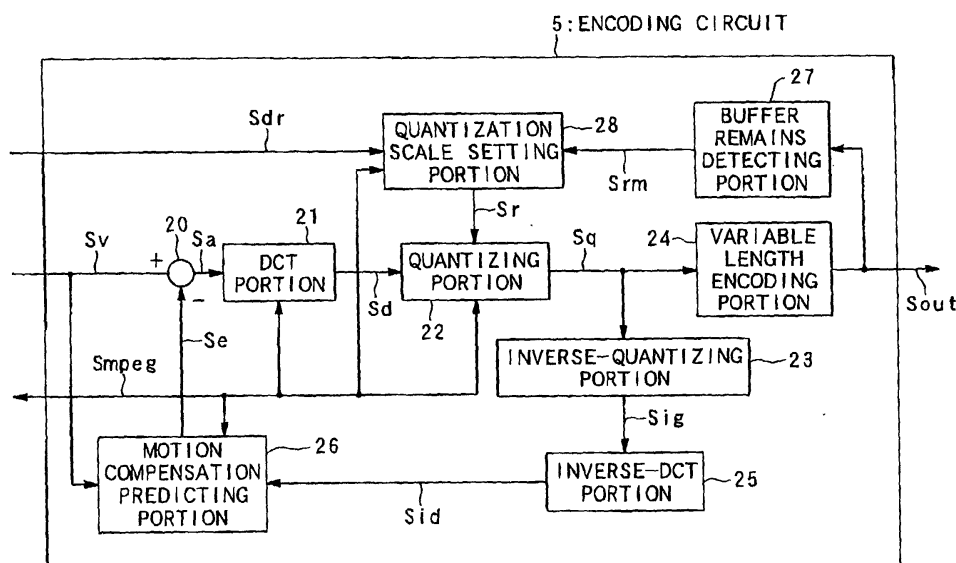 5:ENCODING CIRCUIT
27
BUFFER
REMAINS
DETECTING
PORTION
Sdr
QUANTIZATION
SCALE SETTING
PORTION
28
Srm
Sr
Sv
+
20
Sa
−
21
DCT
PORTION
Sd
QUANTIZING
PORTION
22
Sq
24
VARIABLE
LENGTH
ENCODING
PORTION
Sout
Se
Smpeg
INVERSE-QUANTIZING
PORTION
23
Sig
MOTION
COMPENSATION
PREDICTING
PORTION
26
Sid
INVERSE-DCT
PORTION
25